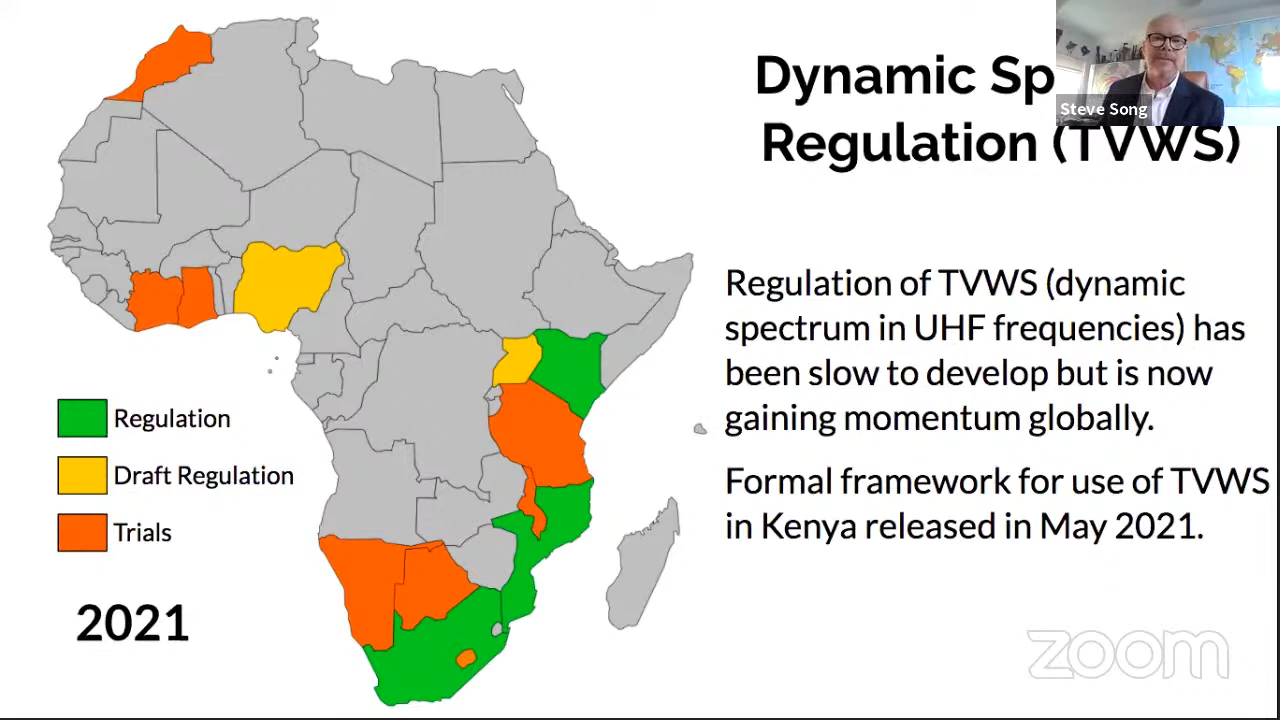 Dynamic Sp
Regulation (TVWS)
Steve Song
Regulation of TVWS (dynamic
spectrum in UHF frequencies) has
been slow to develop but is now
gaining momentum globally.
Formal framework for use of TVWS
in Kenya released in May 2021.
Regulation
Draft Regulation
Trials
2021
zoom